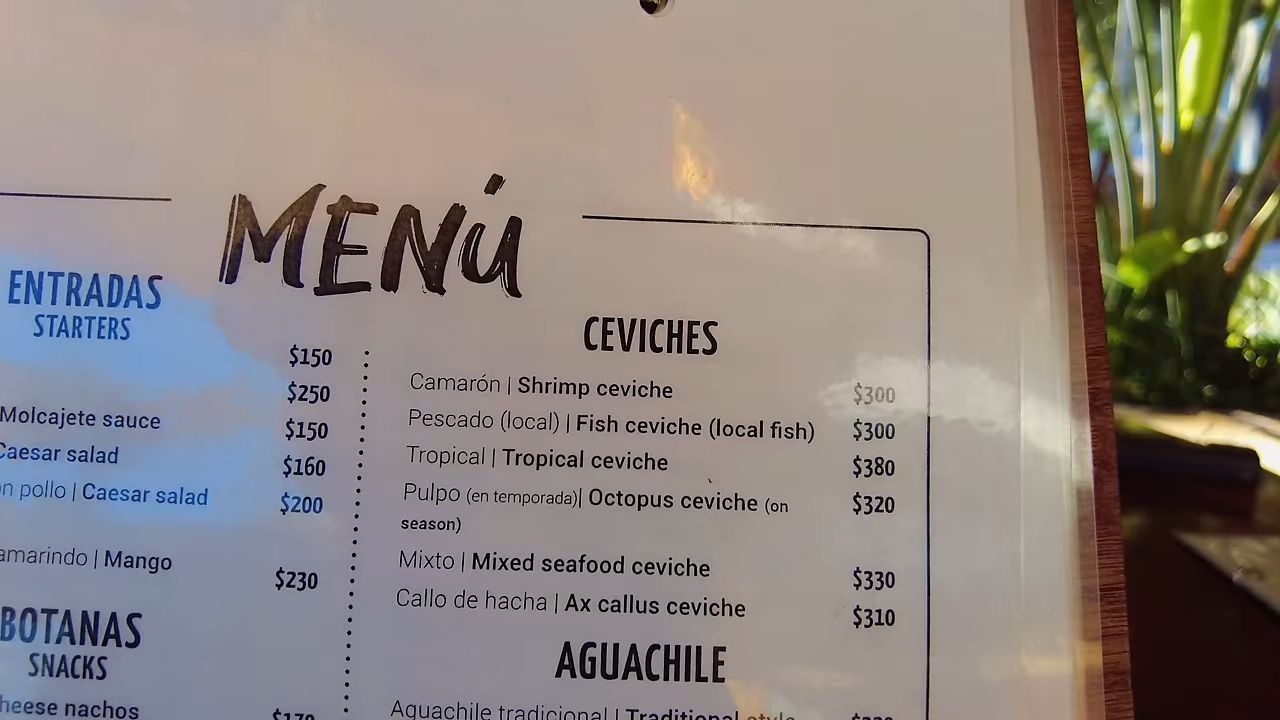 MENÚ
ENTRADAS
STARTERS
$150
$250
Molcajete sauce $150
Caesar salad $160
pollo | Caesar salad $200
| Mango
$230
BOTANAS
SNACKS
nachos
CEVICHES
Camarón | Shrimp ceviche $300
Pescado (local) | Fish ceviche (local fish) $300
Tropical | Tropical ceviche $380
Pulpo (en temporada)| Octopus ceviche (on $320
season)
Mixto | Mixed seafood ceviche $330
Callo de hacha | Ax callus ceviche $310
AGUACHILE
Aguachile tradicional | Traditional style